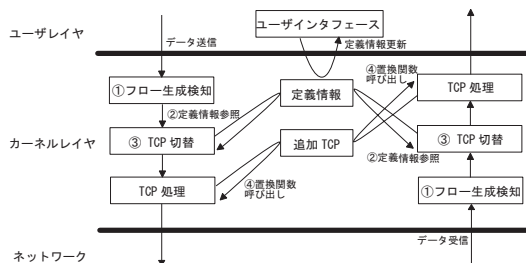 ユーザレイヤ
ユーザインタフェース
データ送信
定義情報更新
①フロー生成検知
定義情報
④置換関数
呼び出し
TCP 処理
②定義情報参照
カーネルレイヤ
③ TCP 切替
追加 TCP
③ TCP 切替
②定義情報参照
TCP 処理
④置換関数
呼び出し
①フロー生成検知
ネットワーク
データ受信